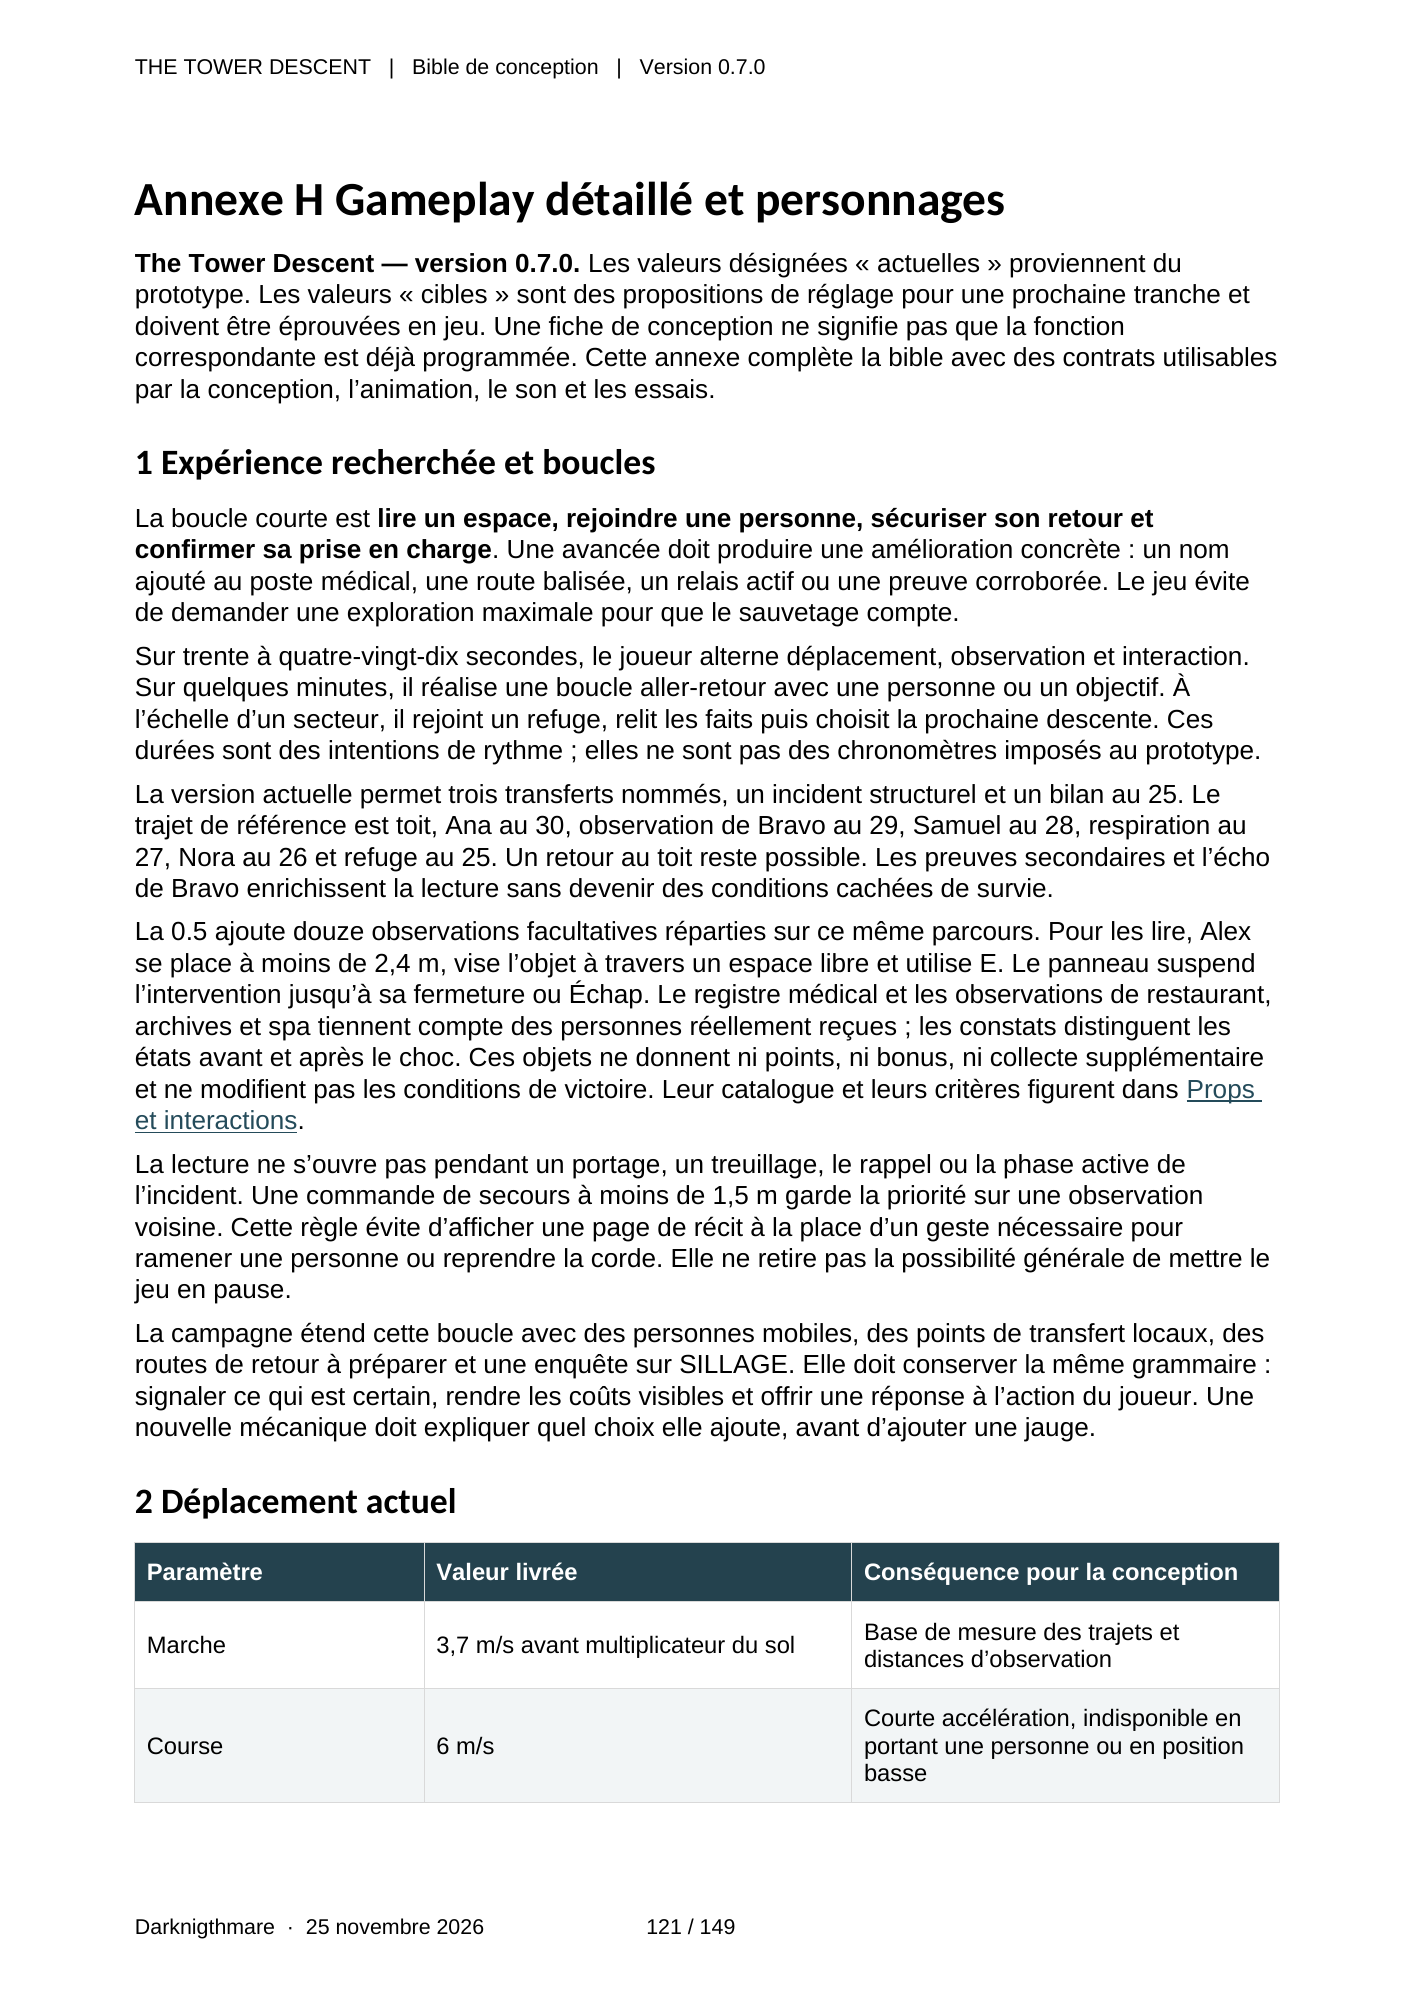 THE TOWER DESCENT | Bible de conception | Version 0.7.0
Annexe H Gameplay détaillé et personnages
The Tower Descent — version 0.7.0. Les valeurs désignées « actuelles » proviennent du
prototype. Les valeurs « cibles » sont des propositions de réglage pour une prochaine tranche et
doivent être éprouvées en jeu. Une fiche de conception ne signifie pas que la fonction
correspondante est déjà programmée. Cette annexe complète la bible avec des contrats utilisables
par la conception, l’animation, le son et les essais.
1 Expérience recherchée et boucles
La boucle courte est lire un espace, rejoindre une personne, sécuriser son retour et
confirmer sa prise en charge. Une avancée doit produire une amélioration concrète : un nom
ajouté au poste médical, une route balisée, un relais actif ou une preuve corroborée. Le jeu évite
de demander une exploration maximale pour que le sauvetage compte.
Sur trente à quatre-vingt-dix secondes, le joueur alterne déplacement, observation et interaction.
Sur quelques minutes, il réalise une boucle aller-retour avec une personne ou un objectif. À
l’échelle d’un secteur, il rejoint un refuge, relit les faits puis choisit la prochaine descente. Ces
durées sont des intentions de rythme ; elles ne sont pas des chronomètres imposés au prototype.
La version actuelle permet trois transferts nommés, un incident structurel et un bilan au 25. Le
trajet de référence est toit, Ana au 30, observation de Bravo au 29, Samuel au 28, respiration au
27, Nora au 26 et refuge au 25. Un retour au toit reste possible. Les preuves secondaires et l’écho
de Bravo enrichissent la lecture sans devenir des conditions cachées de survie.
La 0.5 ajoute douze observations facultatives réparties sur ce même parcours. Pour les lire, Alex
se place à moins de 2,4 m, vise l’objet à travers un espace libre et utilise E. Le panneau suspend
l’intervention jusqu’à sa fermeture ou Échap. Le registre médical et les observations de restaurant,
archives et spa tiennent compte des personnes réellement reçues ; les constats distinguent les
états avant et après le choc. Ces objets ne donnent ni points, ni bonus, ni collecte supplémentaire
et ne modifient pas les conditions de victoire. Leur catalogue et leurs critères figurent dans Props
et interactions.
La lecture ne s’ouvre pas pendant un portage, un treuillage, le rappel ou la phase active de
l’incident. Une commande de secours à moins de 1,5 m garde la priorité sur une observation
voisine. Cette règle évite d’afficher une page de récit à la place d’un geste nécessaire pour
ramener une personne ou reprendre la corde. Elle ne retire pas la possibilité générale de mettre le
jeu en pause.
La campagne étend cette boucle avec des personnes mobiles, des points de transfert locaux, des
routes de retour à préparer et une enquête sur SILLAGE. Elle doit conserver la même grammaire :
signaler ce qui est certain, rendre les coûts visibles et offrir une réponse à l’action du joueur. Une
nouvelle mécanique doit expliquer quel choix elle ajoute, avant d’ajouter une jauge.
2 Déplacement actuel
Paramètre
Valeur livrée
Conséquence pour la conception
Marche
3,7 m/s avant multiplicateur du sol
Base de mesure des trajets et
distances d’observation
Course
6 m/s
Courte accélération, indisponible en
portant une personne ou en position
basse
Darknigthmare · 25 novembre 2026
121 / 149